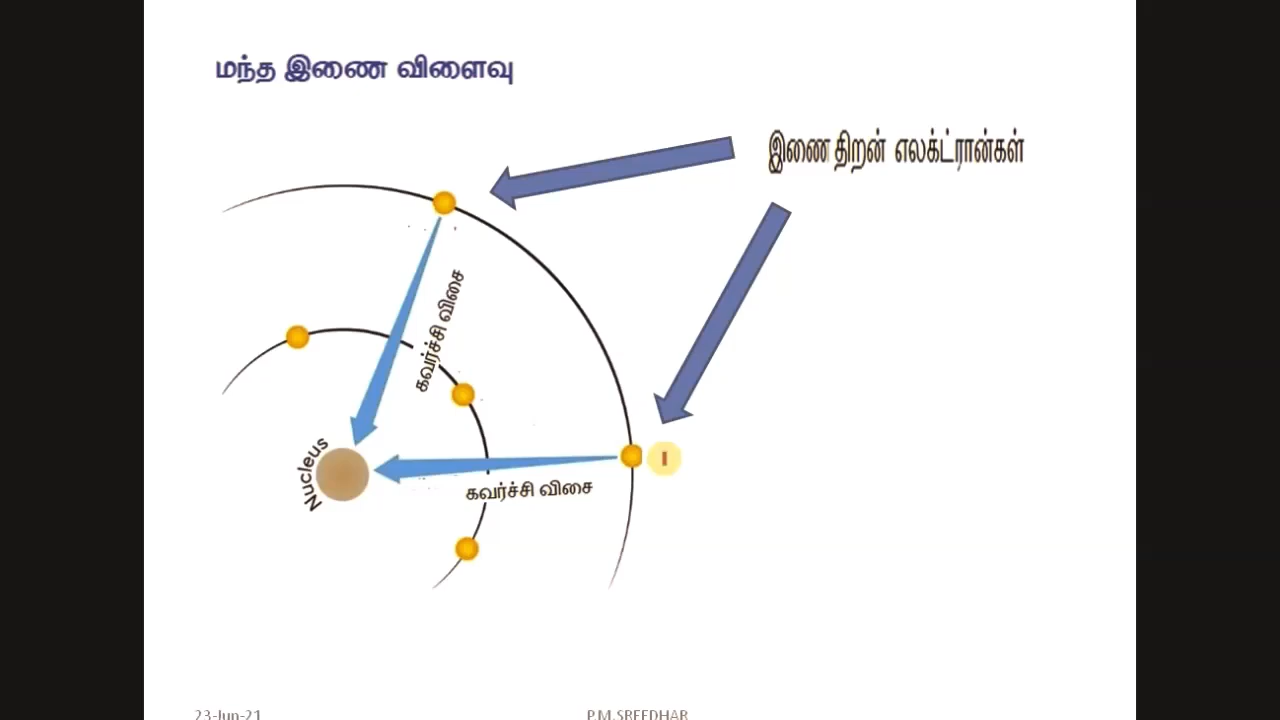 மந்த இணை விளைவு
இணை திறன் எலக்ட்ரான்கள்
கவர்ச்சி விசை
Nucleus
I
கவர்ச்சி விசை
23-Jun-21
P.M.SREEDHAR